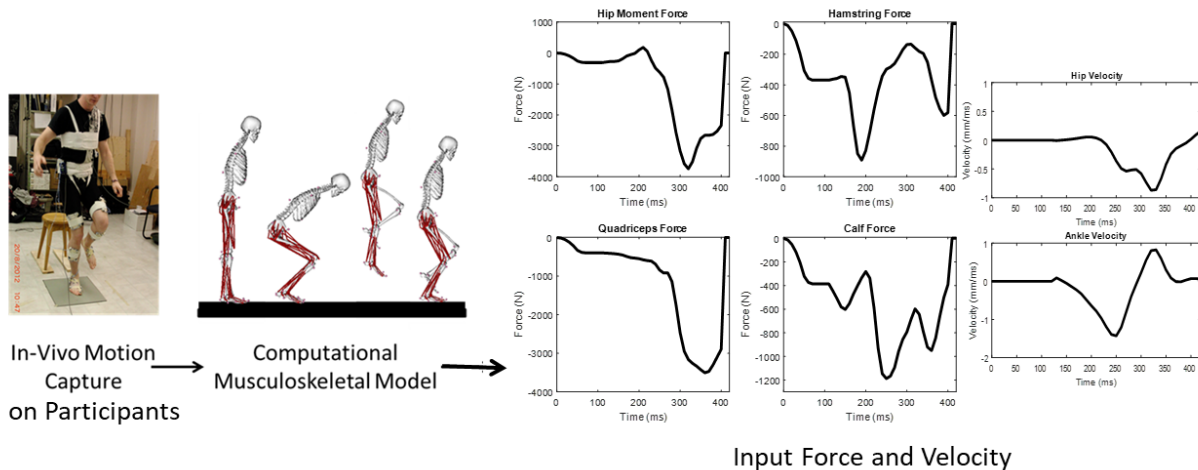 Hip Moment Force
1000
0
-1000
-2000
-3000
-4000
Force (N)
0 100 200 300 400
Time (ms)
Hamstring Force
0
-200
-400
-600
-800
-1000
Force (N)
0 100 200 300 400
Time (ms)
Hip Velocity
1
0.5
0
-0.5
-1
Velocity (mm/ms)
0 50 100 150 200 250 300 350 400
Time (ms)
20/8/2012 10:47
Quadriceps Force
0
-1000
-2000
-3000
-4000
Force (N)
0 100 200 300 400
Time (ms)
Calf Force
0
-200
-400
-600
-800
-1000
-1200
Force (N)
0 100 200 300 400
Time (ms)
Ankle Velocity
1
0
-1
-2
Velocity (mm/ms)
0 50 100 150 200 250 300 350 400
Time (ms)
In-Vivo Motion
Capture
on Participants
Computational
Musculoskeletal Model
Input Force and Velocity